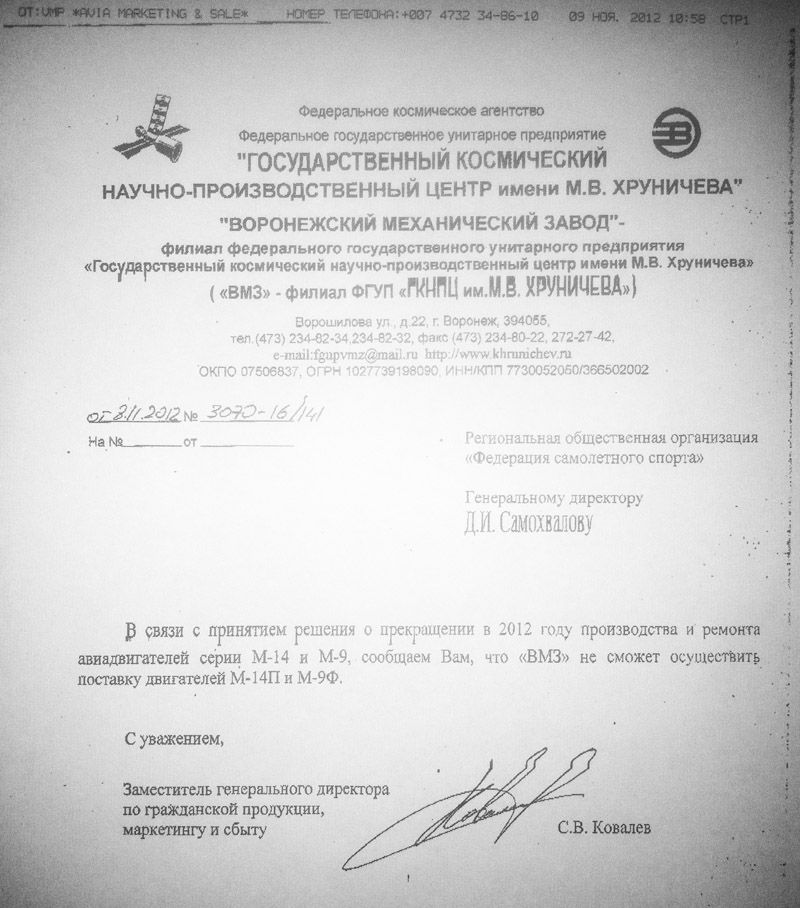 ОТ:VMP *AVIA MARKETING & SALE* НОМЕР ТЕЛЕФОНА:+007 4732 34-86-10 09 НОЯ. 2012 10:58 СТР1
Федеральное космическое агентство
Федеральное государственное унитарное предприятие
"ГОСУДАРСТВЕННЫЙ КОСМИЧЕСКИЙ
НАУЧНО-ПРОИЗВОДСТВЕННЫЙ ЦЕНТР имени М.В. ХРУНИЧЕВА"
"ВОРОНЕЖСКИЙ МЕХАНИЧЕСКИЙ ЗАВОД"-
филиал федерального государственного унитарного предприятия
«Государственный космический научно-производственный центр имени М.В. Хруничева»
( «ВМЗ» - филиал ФГУП «ГКНПЦ им.М.В. ХРУНИЧЕВА»)
Ворошилова ул., д.22, г. Воронеж, 394055,
тел.(473) 234-82-34,234-82-32, факс (473) 234-80-22, 272-27-42,
e-mail:fgupvmz@mail.ru http://www.khrunichev.ru
ОКПО 07506837, ОГРН 1027739198090, ИНН/КПП 7730052050/366502002
от 8.11.2012 № 3070-16/141
На № от
Региональная общественная организация
«Федерация самолетного спорта»
Генеральному директору
Д.И. Самохвалову
В связи с принятием решения о прекращении в 2012 году производства и ремонта
авиадвигателей серии М-14 и М-9, сообщаем Вам, что «ВМЗ» не сможет осуществить
поставку двигателей М-14П и М-9Ф.
С уважением,
Заместитель генерального директора
по гражданской продукции,
маркетингу и сбыту
С.В. Ковалев